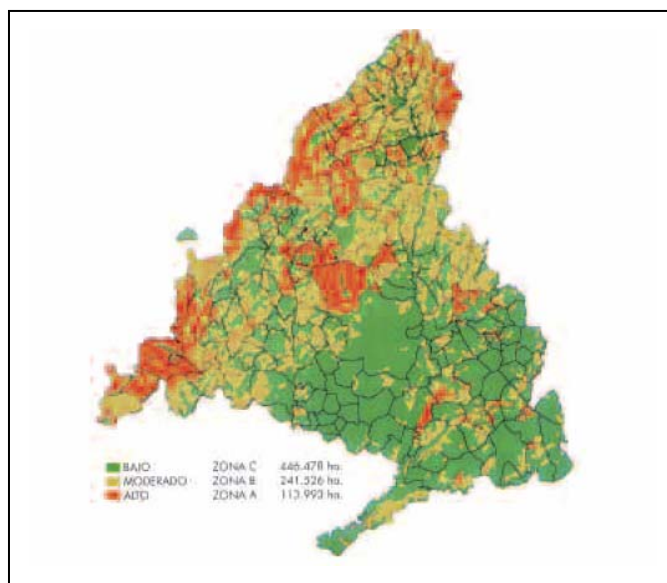 BAJO ZONA C 446.478 ha.
MODERADO ZONA B 241.526 ha.
ALTO ZONA A 113.993 ha.